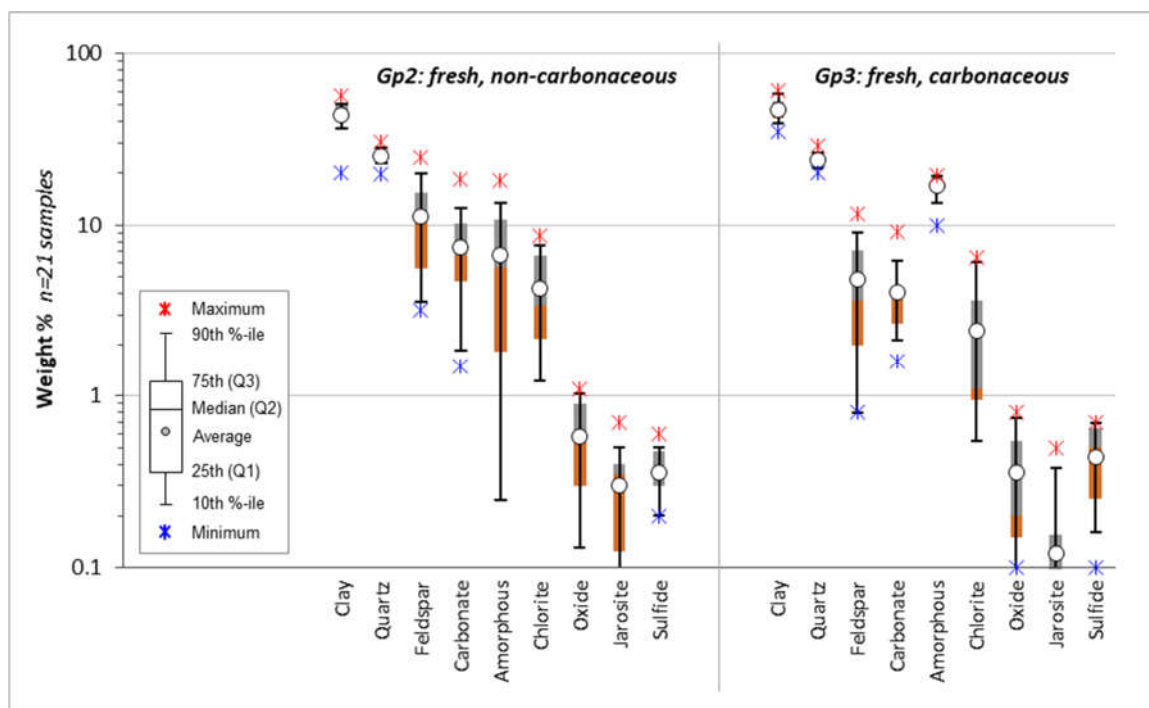 Weight % n=21 samples
100
10
1
0.1
Gp2: fresh, non-carbonaceous
Gp3: fresh, carbonaceous
Maximum
90th %-ile
75th (Q3)
Median (Q2)
Average
25th (Q1)
10th %-ile
Minimum
Clay
Quartz
Feldspar
Carbonate
Amorphous
Chlorite
Oxide
Jarosite
Sulfide
Clay
Quartz
Feldspar
Carbonate
Amorphous
Chlorite
Oxide
Jarosite
Sulfide